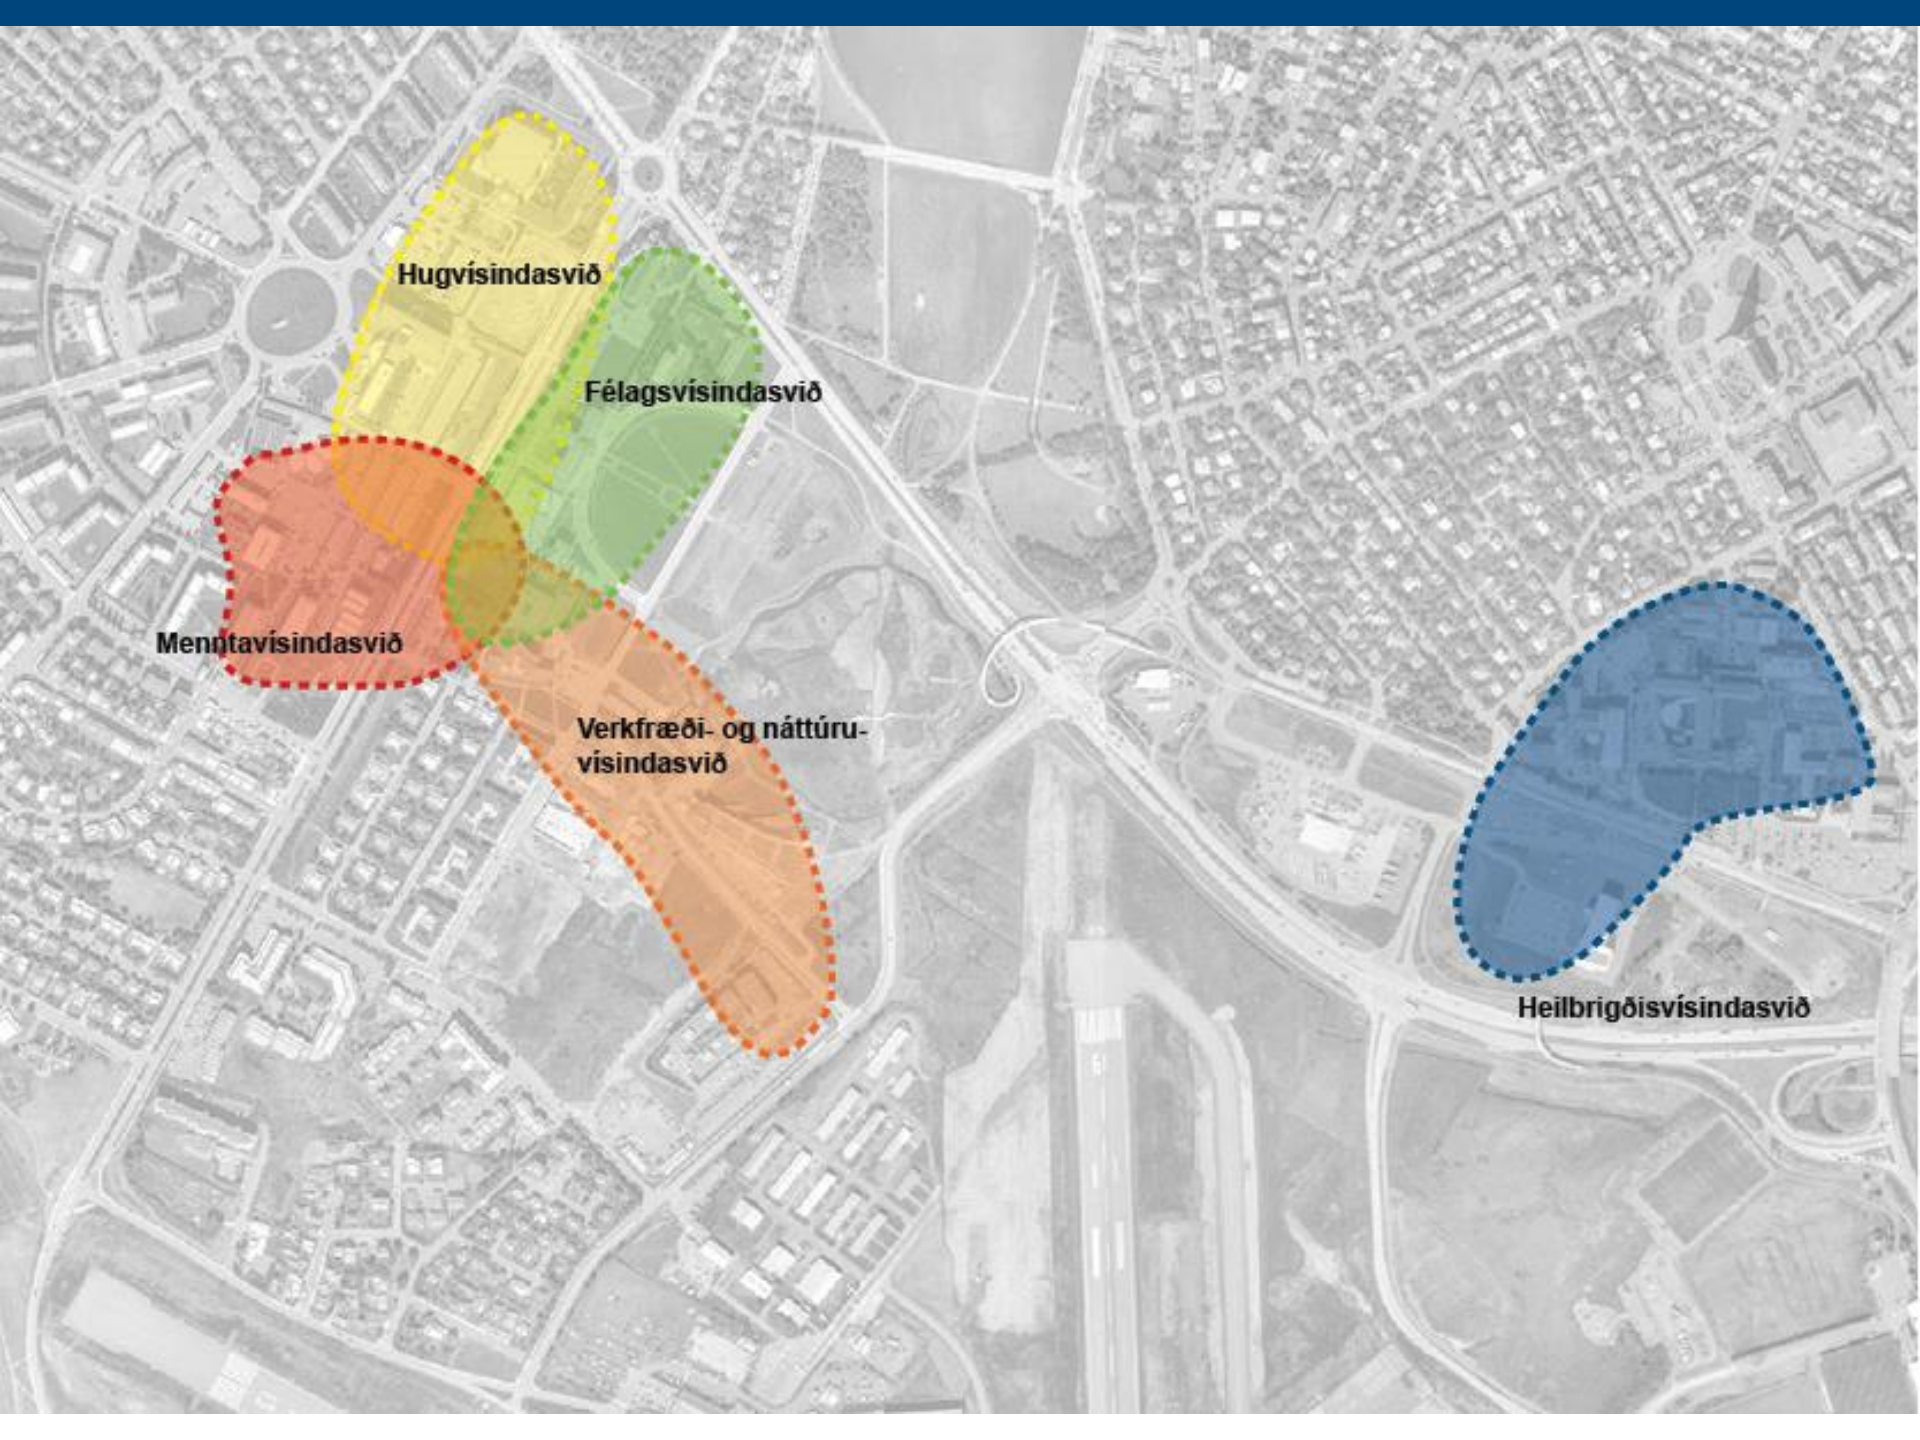 Hugvísindasvið
Félagsvísindasvið
Menntavísindasvið
Verkfræði- og náttúru-
vísindasvið
Heilbrigðisvísindasvið